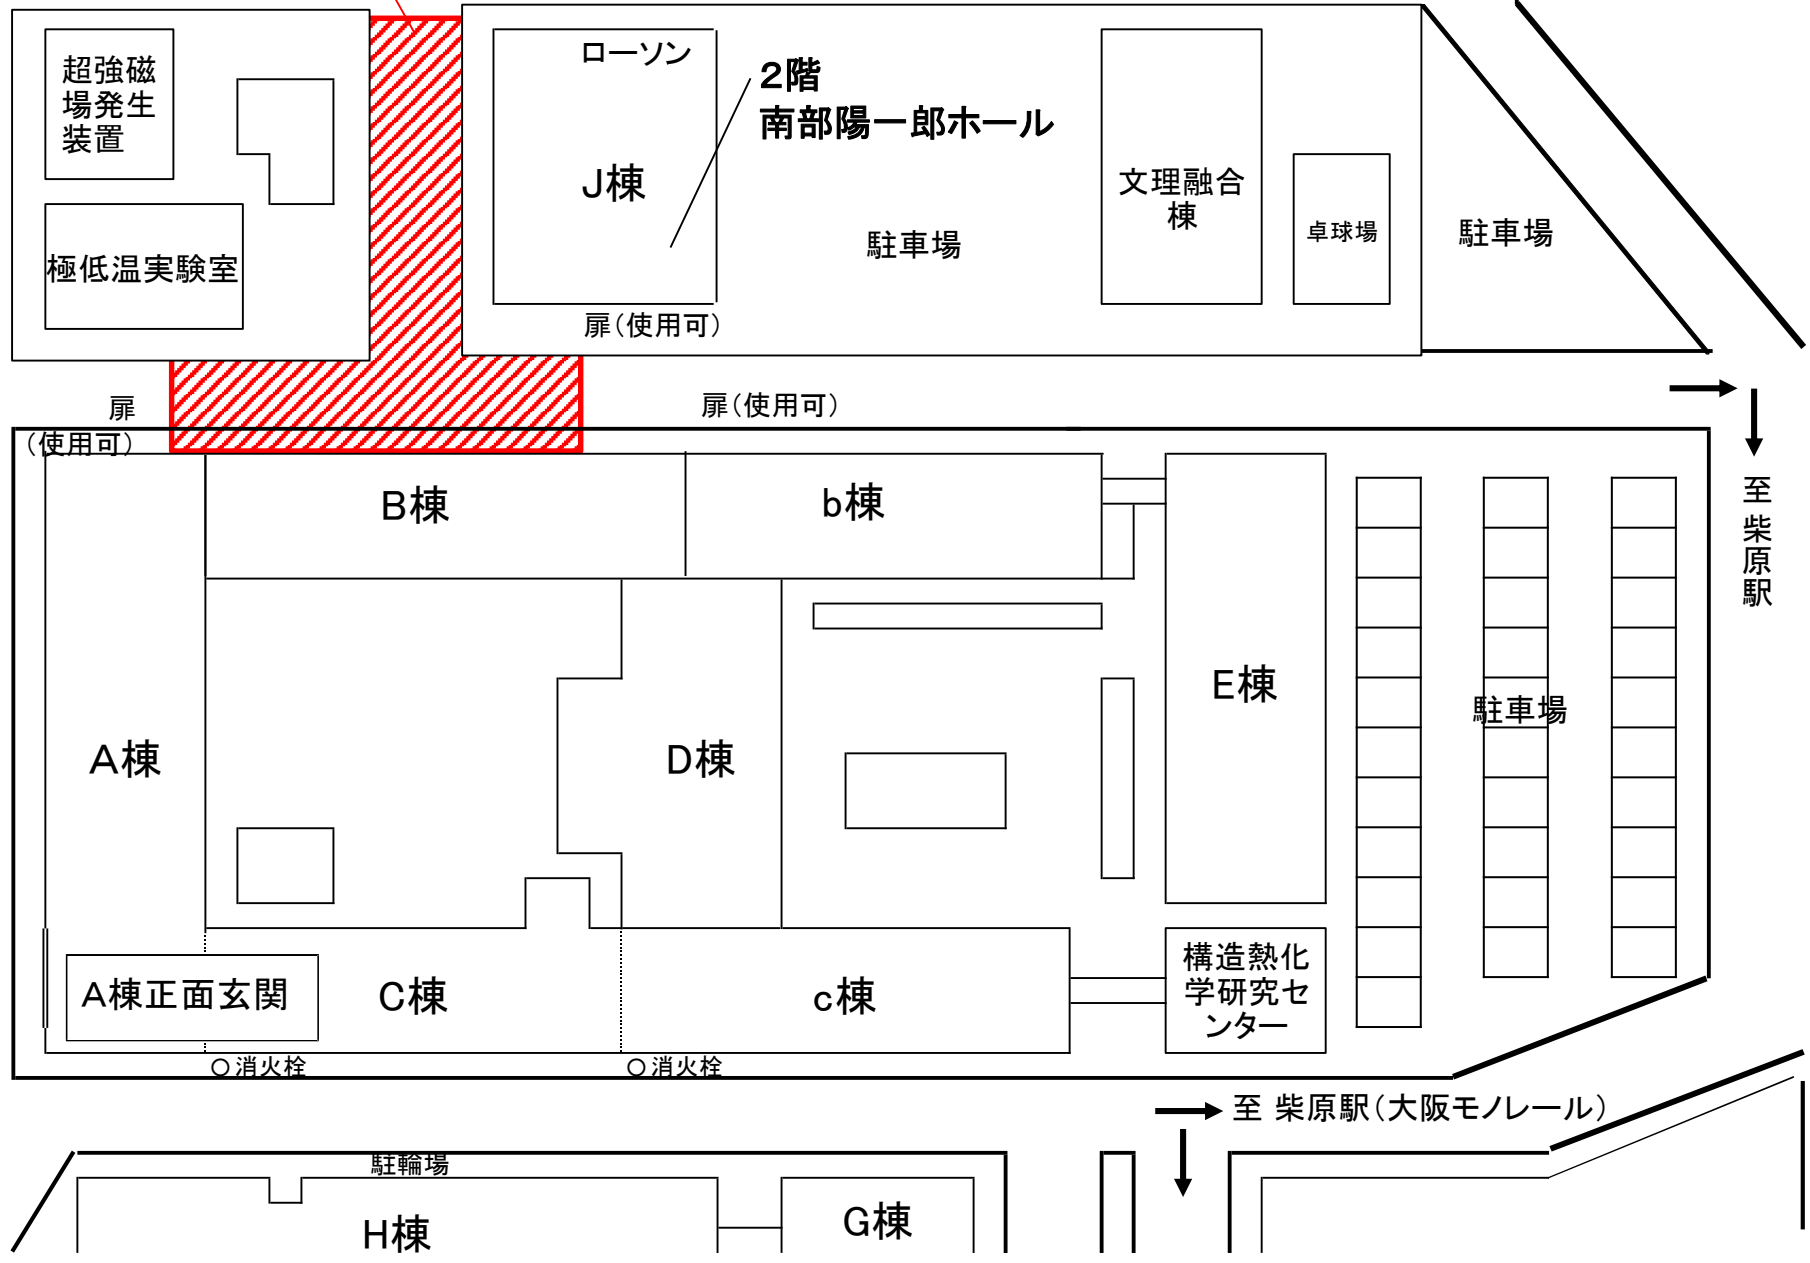 超強磁
場発生
装置
極低温実験室
ローソン
J棟
2階
南部陽一郎ホール
駐車場
文理融合
棟
卓球場
駐車場
扉(使用可)
扉
(使用可)
扉(使用可)
至 柴原駅
B棟
b棟
E棟
駐車場
A棟
D棟
A棟正面玄関
C棟
c棟
構造熱化
学研究セ
ンター
○消火栓
○消火栓
至 柴原駅(大阪モノレール)
駐輪場
H棟
G棟